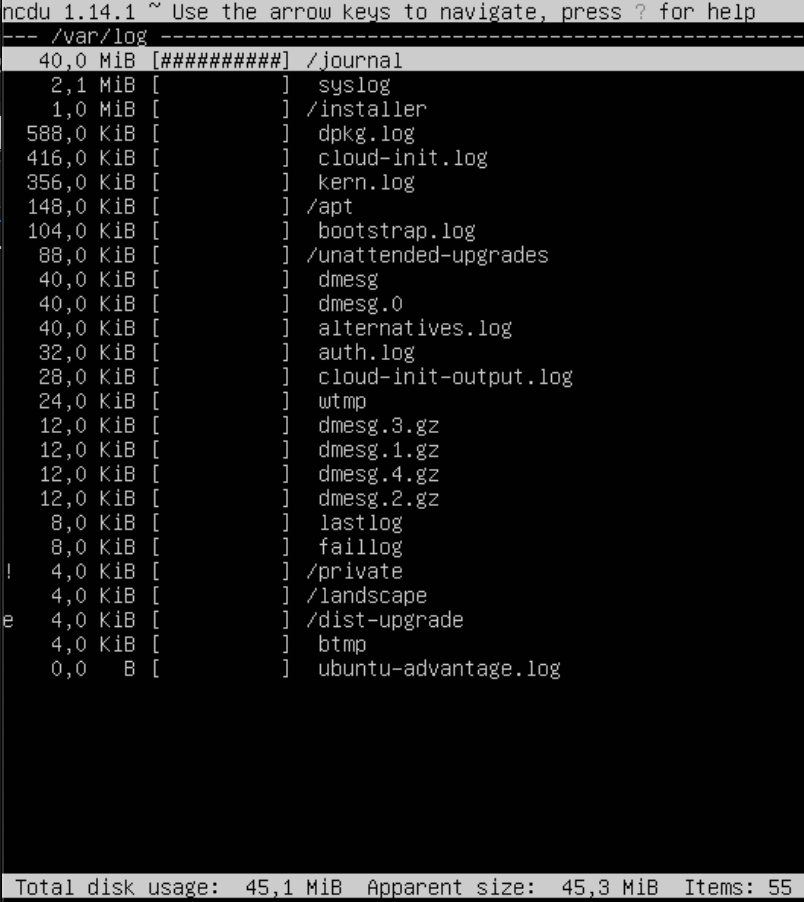 ncdu 1.14.1 ~ Use the arrow keys to navigate, press ? for help
--- /var/log -----------------------------------------------------
40,0 MiB [##########] /journal
2,1 MiB [          ]  syslog
1,0 MiB [          ] /installer
588,0 KiB [          ]  dpkg.log
416,0 KiB [          ]  cloud-init.log
356,0 KiB [          ]  kern.log
148,0 KiB [          ] /apt
104,0 KiB [          ]  bootstrap.log
88,0 KiB [          ] /unattended-upgrades
40,0 KiB [          ]  dmesg
40,0 KiB [          ]  dmesg.0
40,0 KiB [          ]  alternatives.log
32,0 KiB [          ]  auth.log
28,0 KiB [          ]  cloud-init-output.log
24,0 KiB [          ]  wtmp
12,0 KiB [          ]  dmesg.3.gz
12,0 KiB [          ]  dmesg.1.gz
12,0 KiB [          ]  dmesg.4.gz
12,0 KiB [          ]  dmesg.2.gz
8,0 KiB [          ]  lastlog
8,0 KiB [          ]  faillog
! 4,0 KiB [          ] /private
4,0 KiB [          ] /landscape
e 4,0 KiB [          ] /dist-upgrade
4,0 KiB [          ]  btmp
0,0   B [          ]  ubuntu-advantage.log
Total disk usage:  45,1 MiB  Apparent size:  45,3 MiB  Items: 55